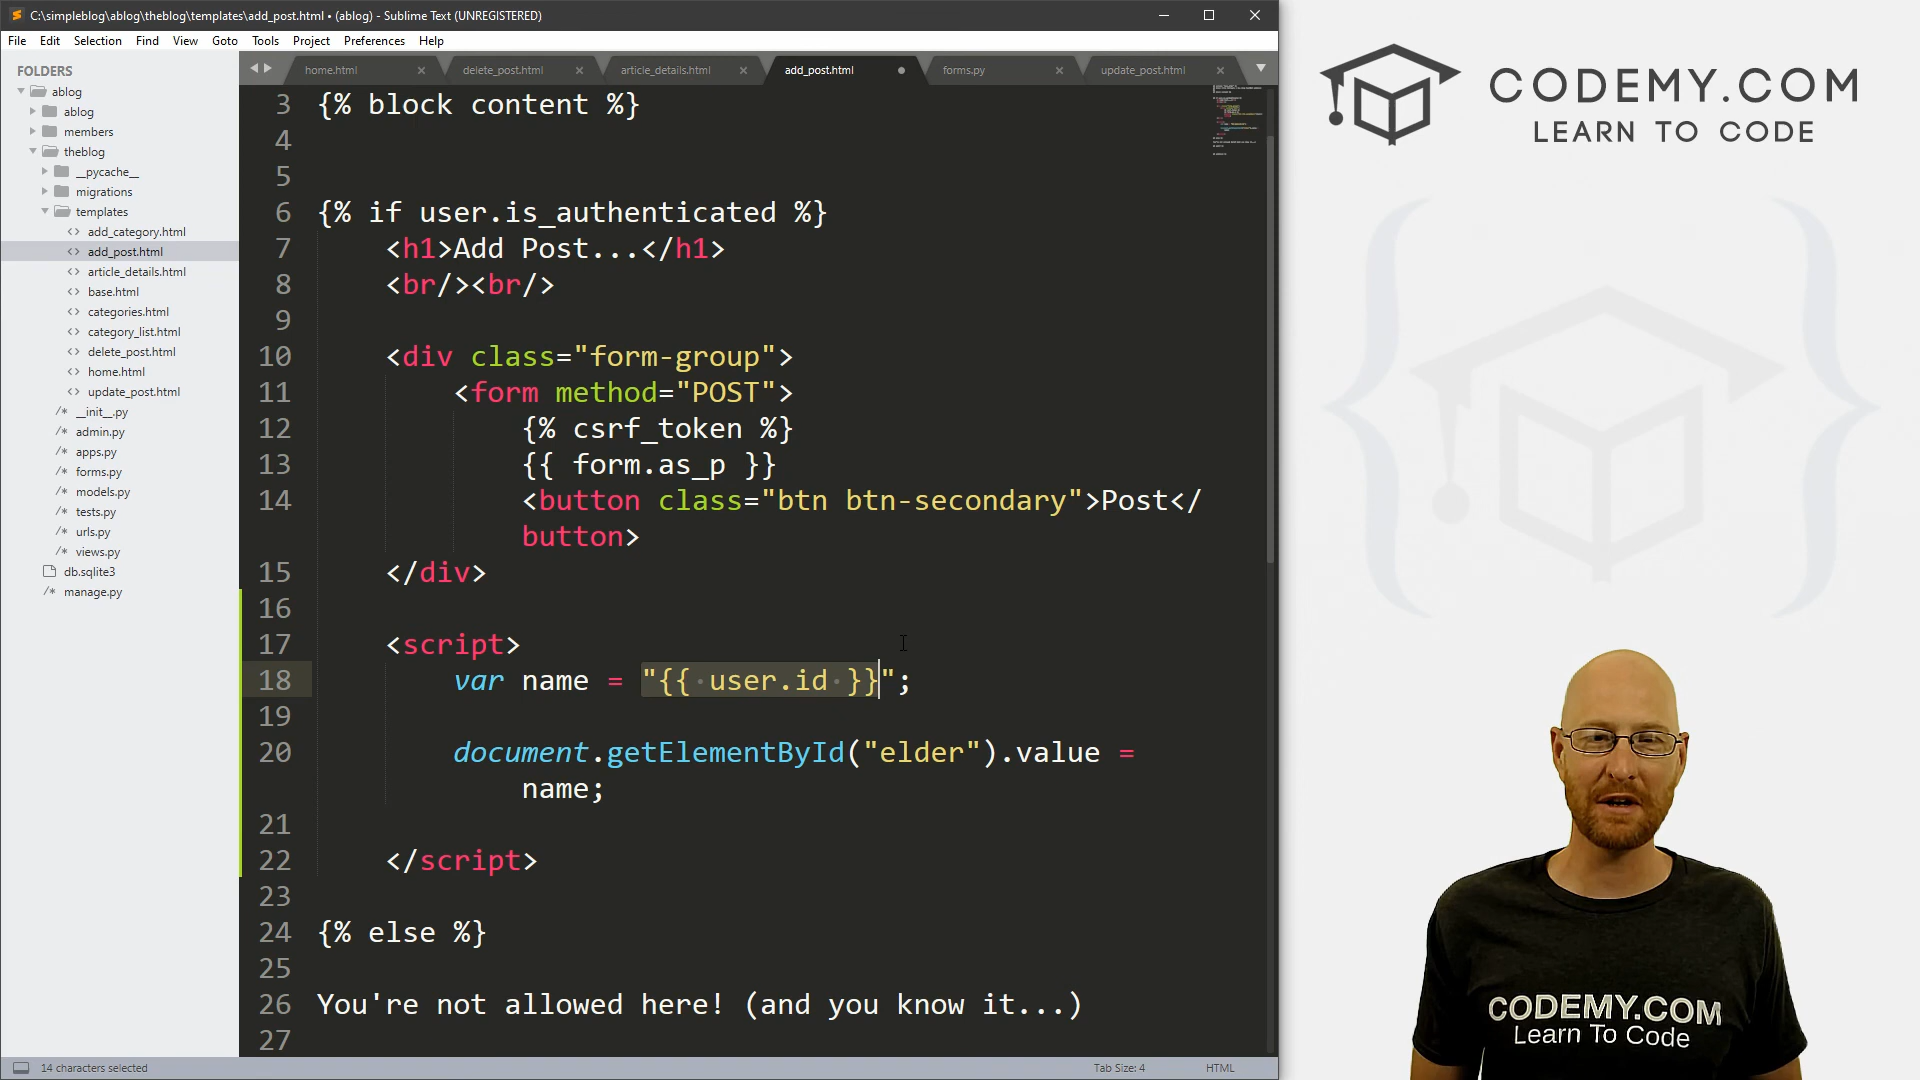 C:\simpleblog\ablog\theblog\templates\add_post.html • (ablog) - Sublime Text (UNREGISTERED)
File Edit Selection Find View Goto Tools Project Preferences Help
FOLDERS
ablog
ablog
members
theblog
__pycache__
migrations
templates
add_category.html
add_post.html
article_details.html
base.html
categories.html
category_list.html
delete_post.html
home.html
update_post.html
__init__.py
admin.py
apps.py
forms.py
models.py
tests.py
urls.py
views.py
db.sqlite3
manage.py
home.html delete_post.html article_details.html add_post.html forms.py update_post.html
3 {% block content %}
4
5
6 {% if user.is_authenticated %}
7 <h1>Add Post...</h1>
8 <br/><br/>
9
10 <div class="form-group">
11 <form method="POST">
12 {% csrf_token %}
13 {{ form.as_p }}
14 <button class="btn btn-secondary">Post</
button>
15 </div>
16
17 <script>
18 var name = "{{ user.id }}";
19
20 document.getElementById("elder").value =
name;
21
22 </script>
23
24 {% else %}
25
26 You're not allowed here! (and you know it...)
27
14 characters selected Tab Size: 4 HTML
CODEMY.COM
LEARN TO CODE
CODEMY.COM
Learn To Code